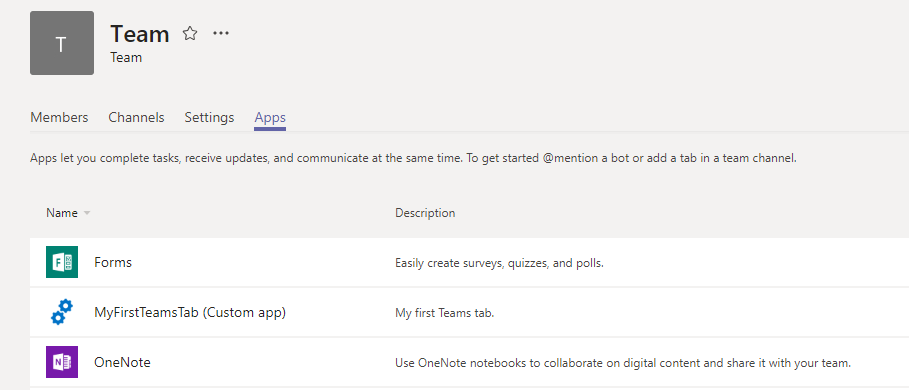 T
Team
Team
Members Channels Settings Apps
Apps let you complete tasks, receive updates, and communicate at the same time. To get started @mention a bot or add a tab in a team channel.
Name Description
F Forms Easily create surveys, quizzes, and polls.
MyFirstTeamsTab (Custom app) My first Teams tab.
N OneNote Use OneNote notebooks to collaborate on digital content and share it with your team.